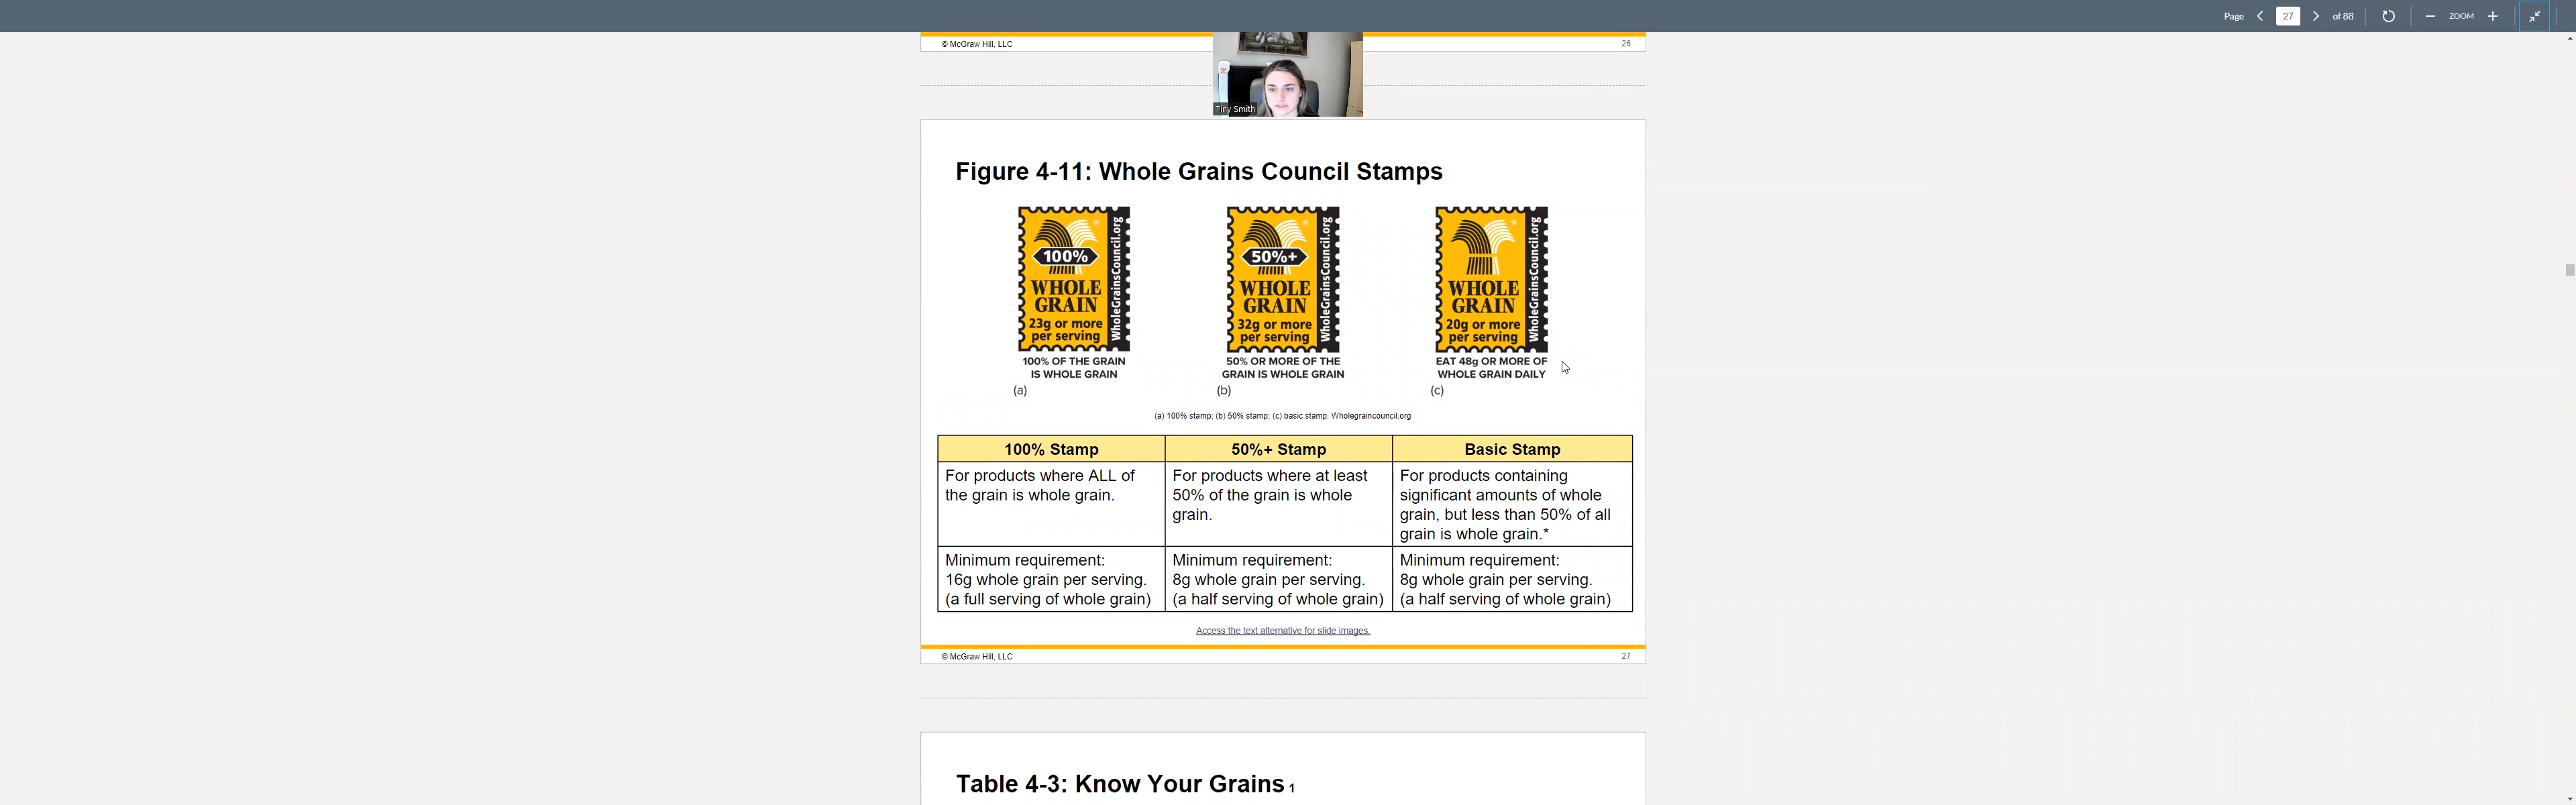 Page 27 of 88 ZOOM
© McGraw Hill, LLC 26
Tiny Smith
Figure 4-11: Whole Grains Council Stamps
100%
WHOLE
GRAIN
23g or more
per serving
WholeGrainsCouncil.org
100% OF THE GRAIN
IS WHOLE GRAIN
(a)
50%+
WHOLE
GRAIN
32g or more
per serving
WholeGrainsCouncil.org
50% OR MORE OF THE
GRAIN IS WHOLE GRAIN
(b)
WHOLE
GRAIN
20g or more
per serving
WholeGrainsCouncil.org
EAT 48g OR MORE OF
WHOLE GRAIN DAILY
(c)
(a) 100% stamp; (b) 50% stamp; (c) basic stamp. Wholegraincouncil.org
100% Stamp
50%+ Stamp
Basic Stamp
For products where ALL of
the grain is whole grain.
For products where at least
50% of the grain is whole
grain.
For products containing
significant amounts of whole
grain, but less than 50% of all
grain is whole grain.*
Minimum requirement:
16g whole grain per serving.
(a full serving of whole grain)
Minimum requirement:
8g whole grain per serving.
(a half serving of whole grain)
Minimum requirement:
8g whole grain per serving.
(a half serving of whole grain)
Access the text alternative for slide images.
© McGraw Hill, LLC 27
Table 4-3: Know Your Grains 1